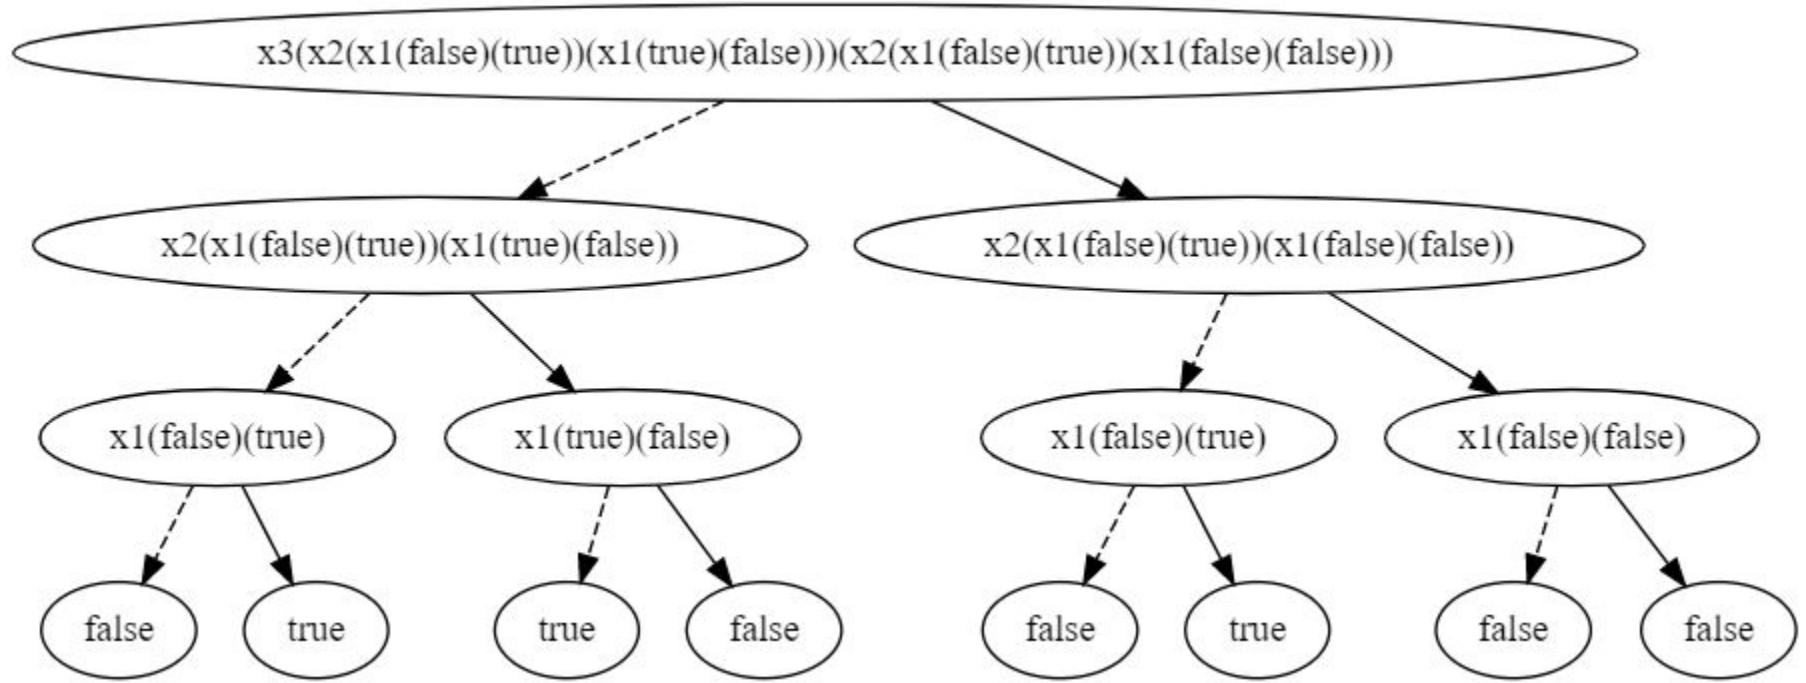 x3(x2(x1(false)(true))(x1(true)(false)))(x2(x1(false)(true))(x1(false)(false)))
x2(x1(false)(true))(x1(true)(false))
x2(x1(false)(true))(x1(false)(false))
x1(false)(true)
x1(true)(false)
x1(false)(true)
x1(false)(false)
false
true
true
false
false
true
false
false